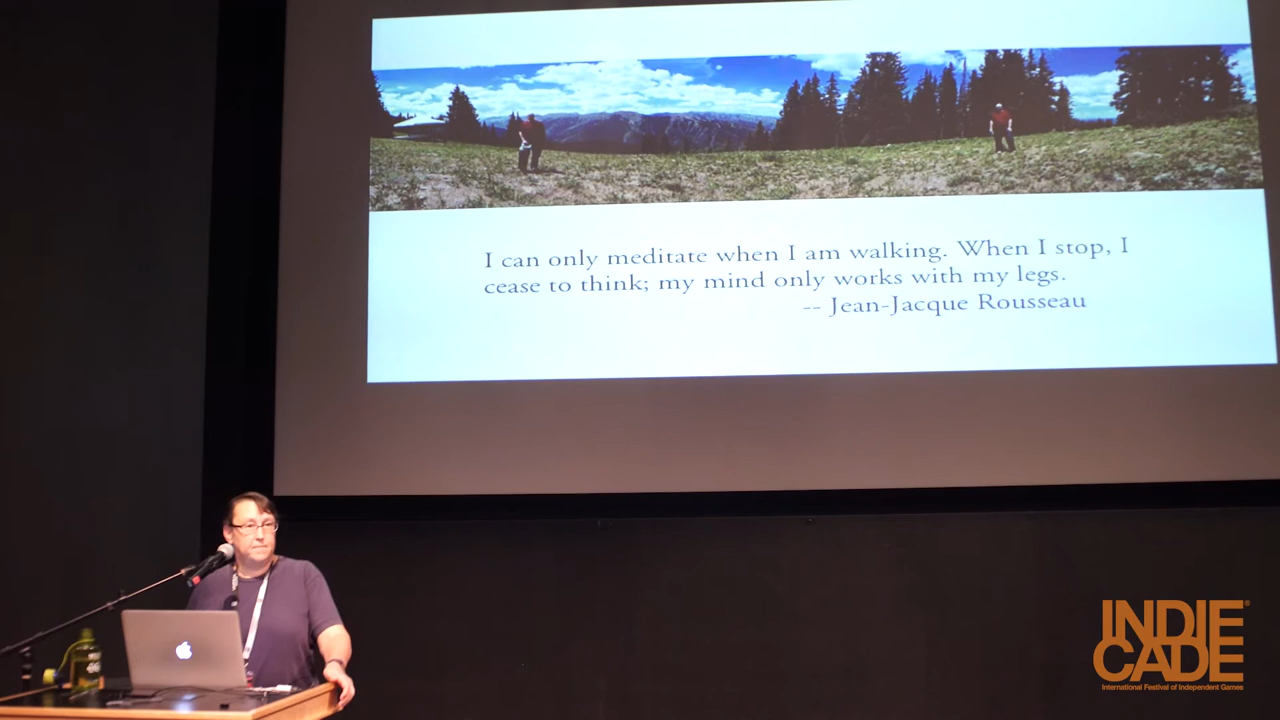 I can only meditate when I am walking. When I stop, I
cease to think; my mind only works with my legs.
-- Jean-Jacque Rousseau
INDIE
CADE
International Festival of Independent Games